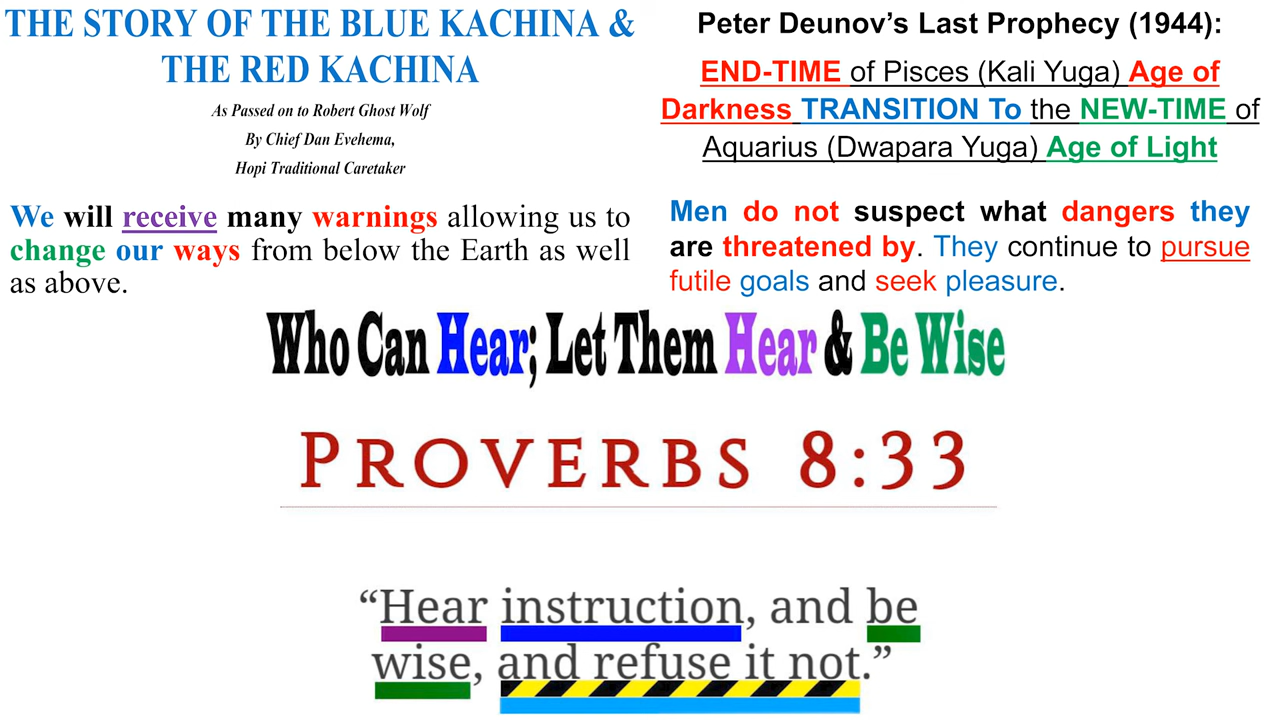 THE STORY OF THE BLUE KACHINA &
THE RED KACHINA
As Passed on to Robert Ghost Wolf
By Chief Dan Evehema,
Hopi Traditional Caretaker
We will receive many warnings allowing us to
change our ways from below the Earth as well
as above.
Peter Deunov’s Last Prophecy (1944):
END-TIME of Pisces (Kali Yuga) Age of
Darkness TRANSITION To the NEW-TIME of
Aquarius (Dwapara Yuga) Age of Light
Men do not suspect what dangers they
are threatened by. They continue to pursue
futile goals and seek pleasure.
Who Can Hear; Let Them Hear & Be Wise
PROVERBS 8:33
“Hear instruction, and be
wise, and refuse it not.”